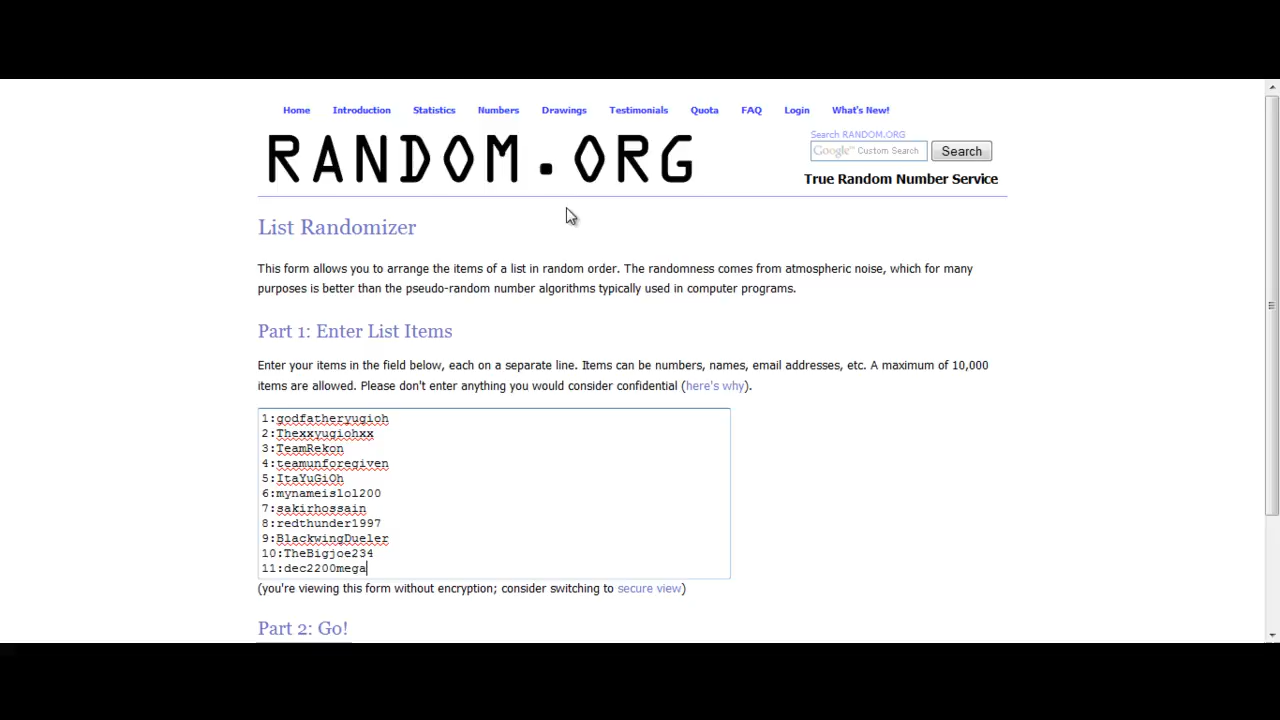 Home Introduction Statistics Numbers Drawings Testimonials Quota FAQ Login What's New!
RANDOM.ORG
Search RANDOM.ORG
Google™ Custom Search Search
True Random Number Service
List Randomizer
This form allows you to arrange the items of a list in random order. The randomness comes from atmospheric noise, which for many
purposes is better than the pseudo-random number algorithms typically used in computer programs.
Part 1: Enter List Items
Enter your items in the field below, each on a separate line. Items can be numbers, names, email addresses, etc. A maximum of 10,000
items are allowed. Please don't enter anything you would consider confidential (here's why).
1:godfatheryugioh
2:Thexxyugiohxx
3:TeamRekon
4:teamunforegiven
5:ItaYuGiOh
6:mynameislol200
7:sakirhossain
8:redthunder1997
9:BlackwingDueler
10:TheBigjoe234
11:dec2200mega
(you're viewing this form without encryption; consider switching to secure view)
Part 2: Go!